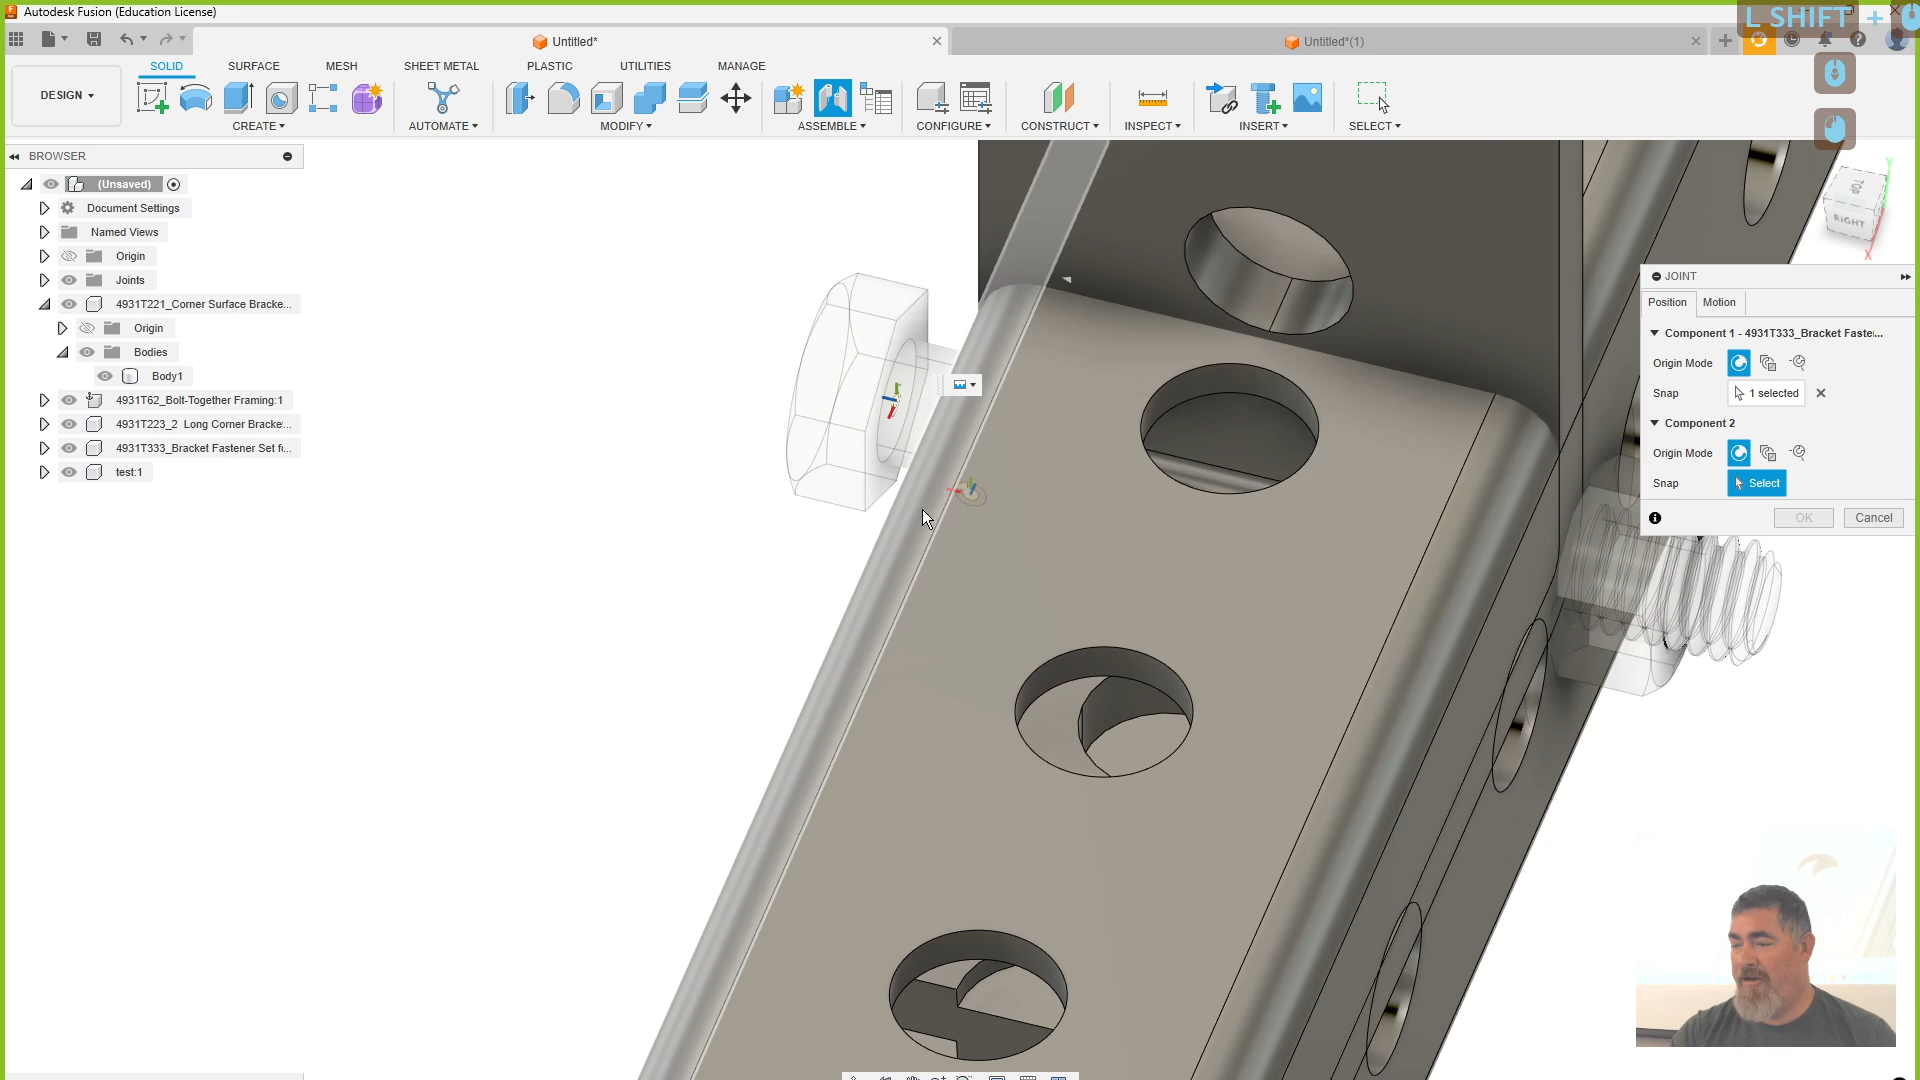 Autodesk Fusion (Education License)
L SHIFT +
Untitled*
Untitled*(1)
DESIGN
SOLID
SURFACE
MESH
SHEET METAL
PLASTIC
UTILITIES
MANAGE
CREATE
AUTOMATE
MODIFY
ASSEMBLE
CONFIGURE
CONSTRUCT
INSPECT
INSERT
SELECT
BROWSER
(Unsaved)
Document Settings
Named Views
Origin
Joints
4931T221_Corner Surface Bracke...
Origin
Bodies
Body1
4931T62_Bolt-Together Framing:1
4931T223_2 Long Corner Bracke...
4931T333_Bracket Fastener Set f...
test:1
TOP
RIGHT
Y
X
JOINT
Position
Motion
Component 1 - 4931T333_Bracket Faste...
Origin Mode
Snap
1 selected
Component 2
Origin Mode
Snap
Select
OK
Cancel